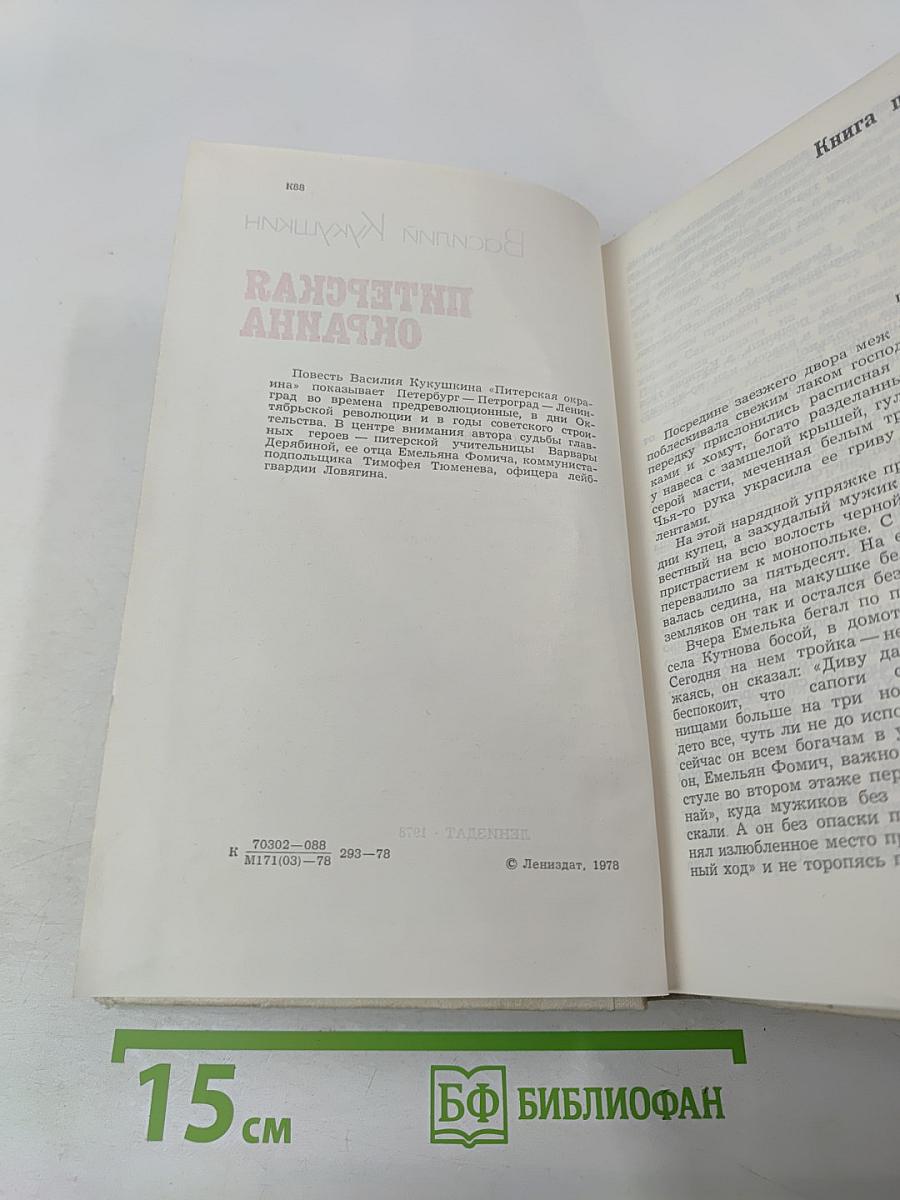 К88
Василий Кукушкин
ПИТЕРСКАЯ
ОКРАИНА
Повесть Василия Кукушкина «Питерская окра-
ина» показывает Петербург — Петроград — Ленин-
град во времена предреволюционные, в дни Ок-
тябрьской революции и в годы советского строи-
тельства. В центре внимания автора судьбы глав-
ных героев — питерской учительницы Варвары
Дерябиной, ее отца Емельяна Фомича, коммуниста-
подпольщика Тимофея Тюменева, офицера лейб-
гвардии Ловягина.
ЛЕНИЗДАТ · 1978
К 70302—088
М171(03)—78 293—78
© Лениздат, 1978
Книга
Посредине заезжего двора меж
поблескивала свежим лаком господ
передку прислонились расписная
ками и хомут, богато разделанны
у навеса с замшелой крышей, гул
серой масти, меченная белым тр
Чья-то рука украсила ее гриву
лентами.
На этой нарядной упряжке пр
дии купец, а захудалый мужик
вестный на всю волость черной
пристрастием к монопольке. С
перевалило за пятьдесят. На е
валась седина, на макушке бе
земляков он так и остался без
Вчера Емелька бегал по п
села Кутнова босой, в домот
Сегодня на нем тройка — не
жаясь, он сказал: «Диву да
беспокоит, что сапоги с
нищами больше на три но
дето все, чуть ли не до испо
сейчас он всем богачам в у
он, Емельян Фомич, важно
стуле во втором этаже пер
най», куда мужиков без
скали. А он без опаски п
нял излюбленное место пр
ный ход» и не торопясь п
15 см
БФ БИБЛИОФАН